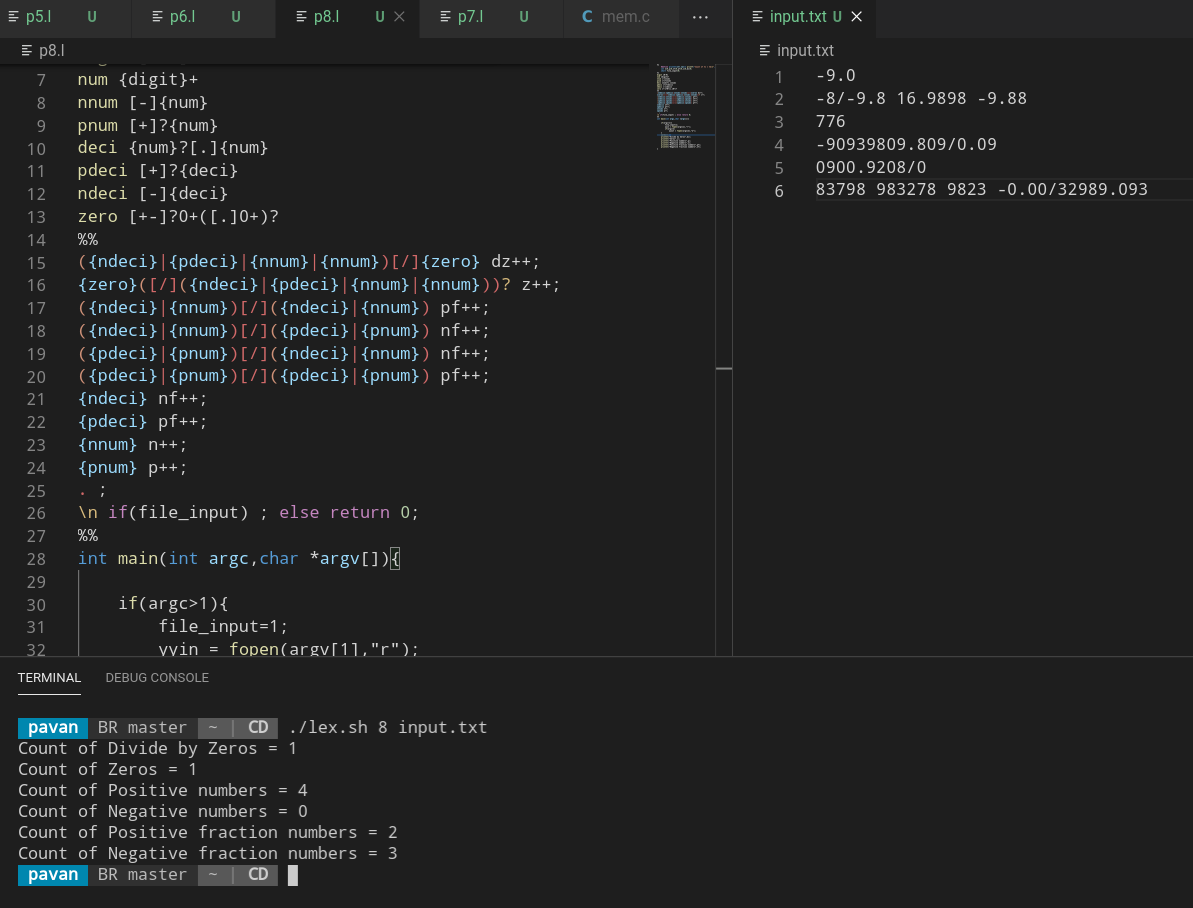 p5.l U p6.l U p8.l U p7.l U C mem.c ...
p8.l
7 num {digit}+
8 nnum [-]{num}
9 pnum [+]?{num}
10 deci {num}?[.]{num}
11 pdeci [+]?{deci}
12 ndeci [-]{deci}
13 zero [+-]?0+([.]0+)?
14 %%
15 ({ndeci}|{pdeci}|{nnum}|{nnum})[/]{zero} dz++;
16 {zero}([/]({ndeci}|{pdeci}|{nnum}|{nnum}))? z++;
17 ({ndeci}|{nnum})[/]({ndeci}|{nnum}) pf++;
18 ({ndeci}|{nnum})[/]({pdeci}|{pnum}) nf++;
19 ({pdeci}|{pnum})[/]({ndeci}|{nnum}) nf++;
20 ({pdeci}|{pnum})[/]({pdeci}|{pnum}) pf++;
21 {ndeci} nf++;
22 {pdeci} pf++;
23 {nnum} n++;
24 {pnum} p++;
25 . ;
26 \n if(file_input) ; else return 0;
27 %%
28 int main(int argc,char *argv[]){
29
30 if(argc>1){
31 file_input=1;
32 yyin = fopen(argv[1],"r");
input.txt U
input.txt
1 -9.0
2 -8/-9.8 16.9898 -9.88
3 776
4 -90939809.809/0.09
5 0900.9208/0
6 83798 983278 9823 -0.00/32989.093
TERMINAL DEBUG CONSOLE
pavan BR master ~ | CD ./lex.sh 8 input.txt
Count of Divide by Zeros = 1
Count of Zeros = 1
Count of Positive numbers = 4
Count of Negative numbers = 0
Count of Positive fraction numbers = 2
Count of Negative fraction numbers = 3
pavan BR master ~ | CD